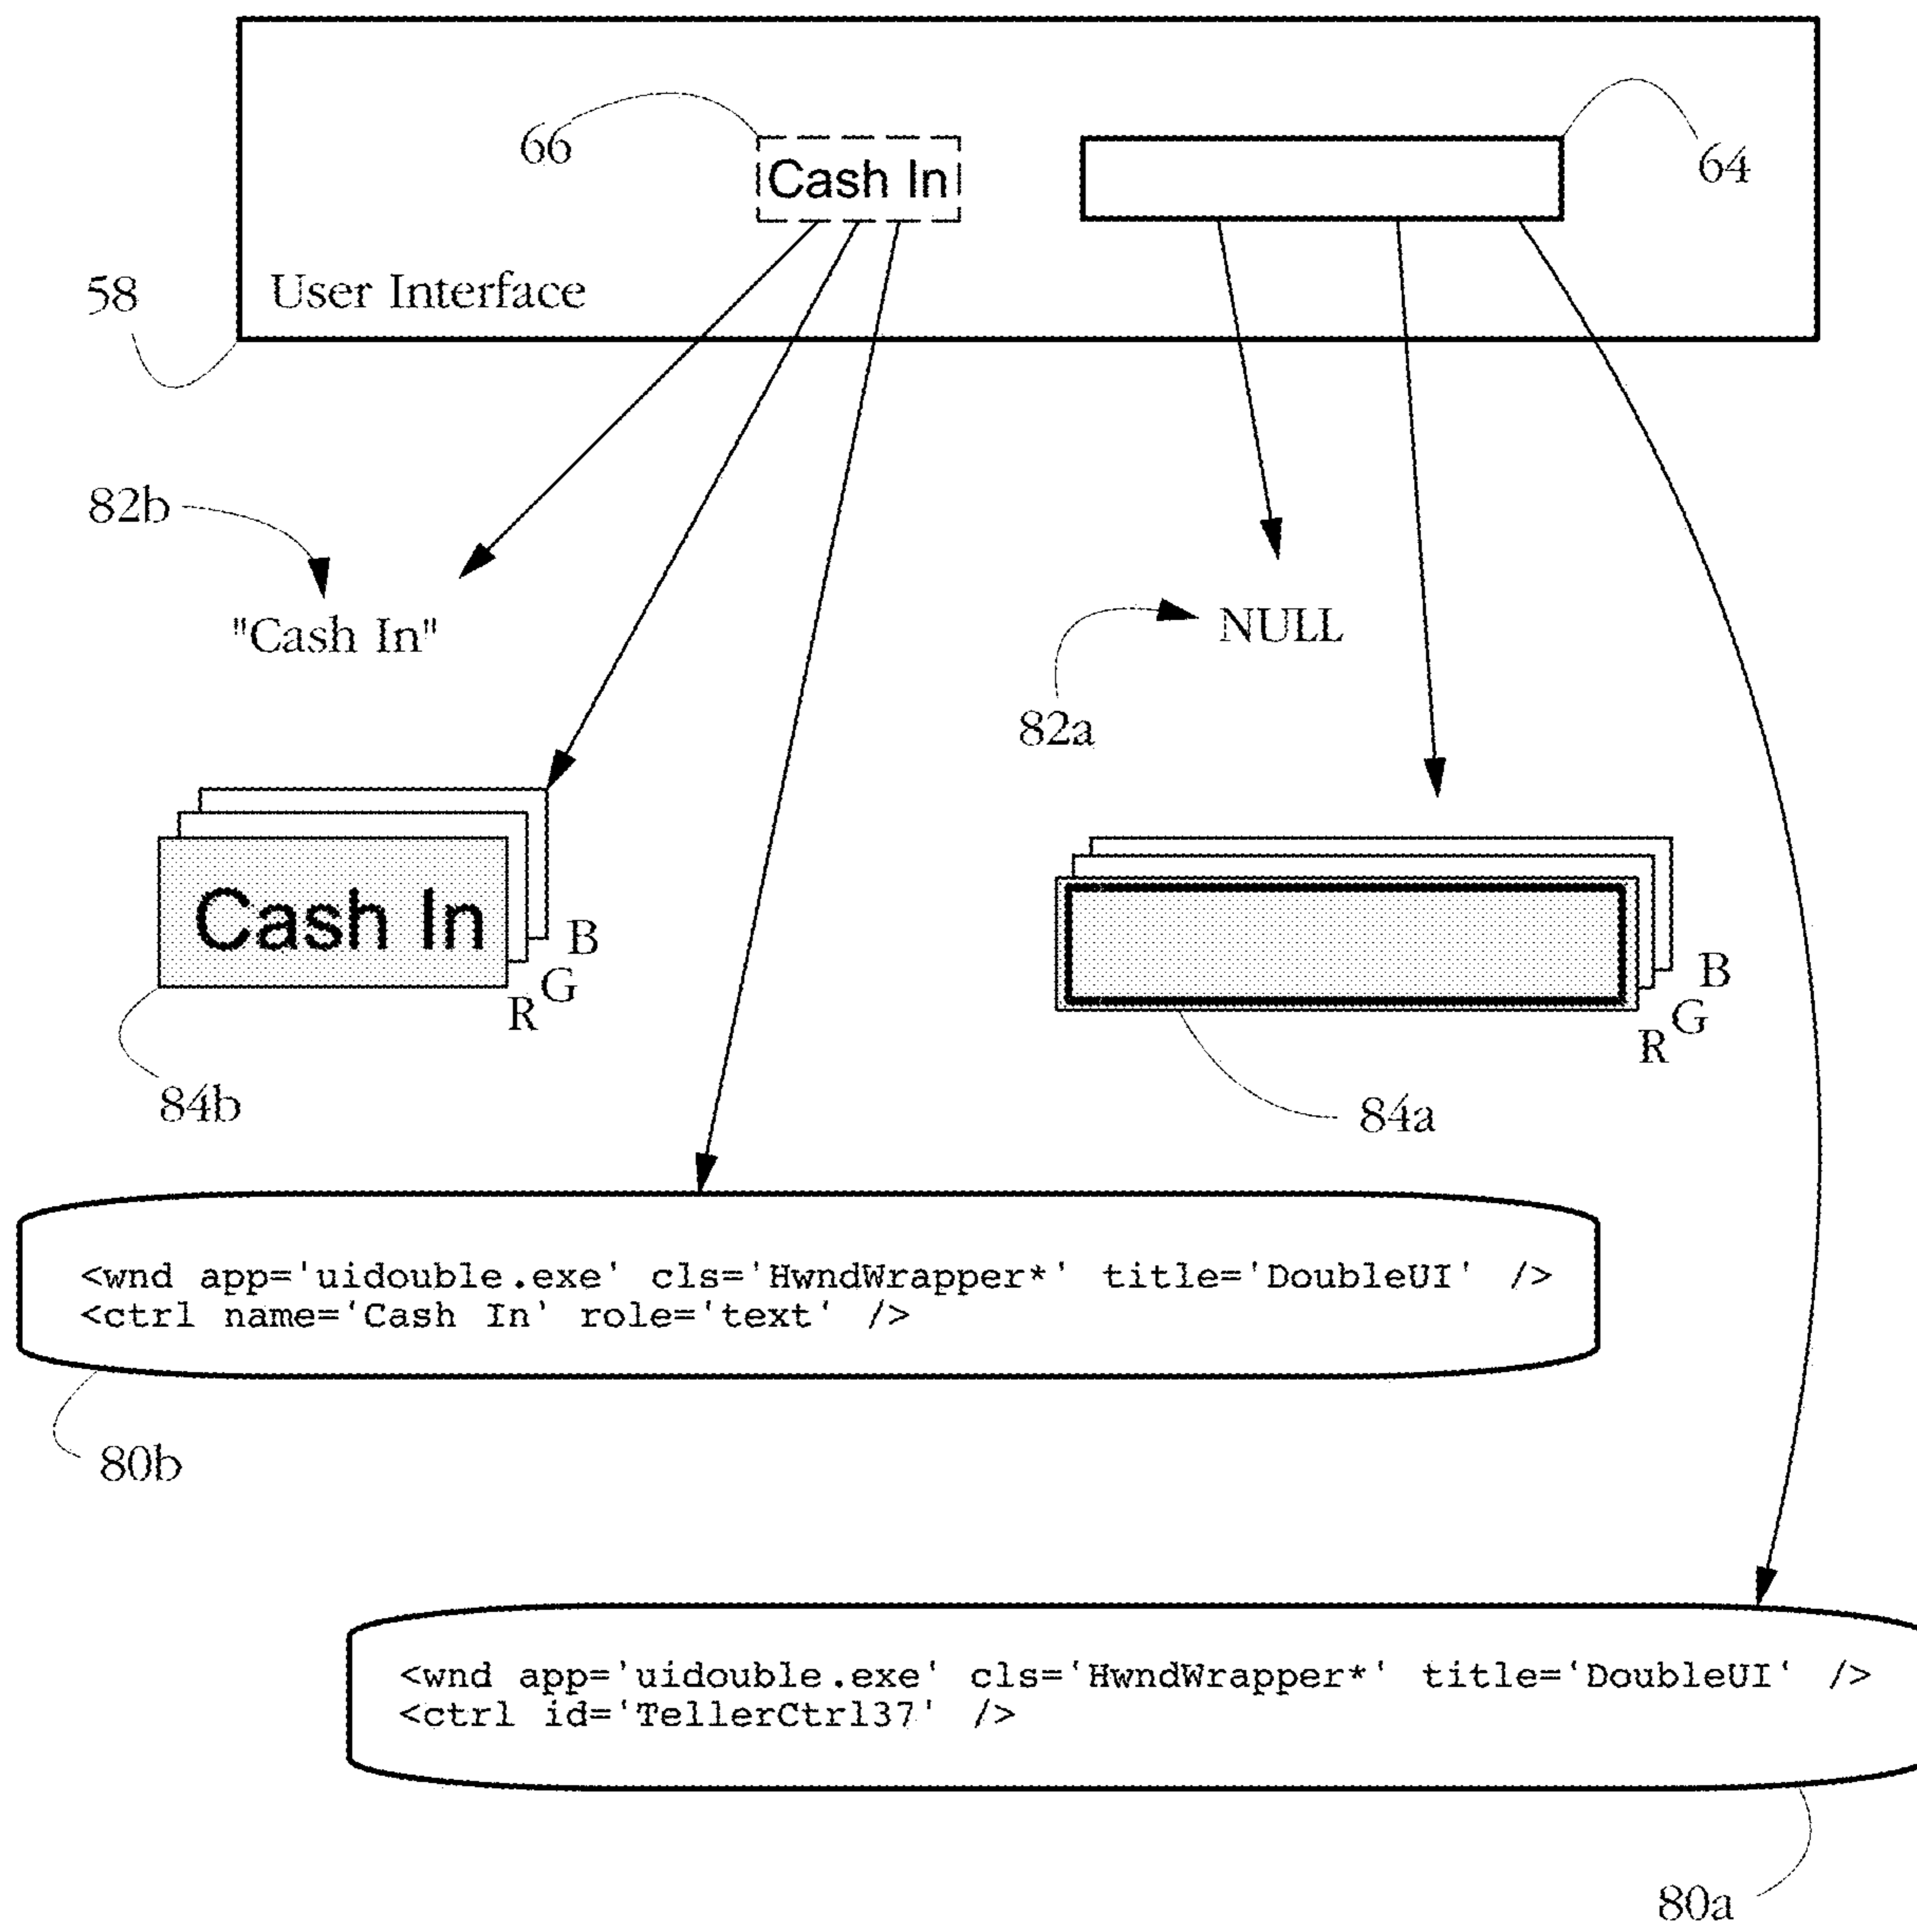 66
Cash In
64
58
User Interface
82b
"Cash In"
NULL
82a
Cash In
B
G
R
84b
B
G
R
84a
<wnd app='uidouble.exe' cls='HwndWrapper*' title='DoubleUI' />
<ctrl name='Cash In' role='text' />
80b
<wnd app='uidouble.exe' cls='HwndWrapper*' title='DoubleUI' />
<ctrl id='TellerCtrl37' />
80a